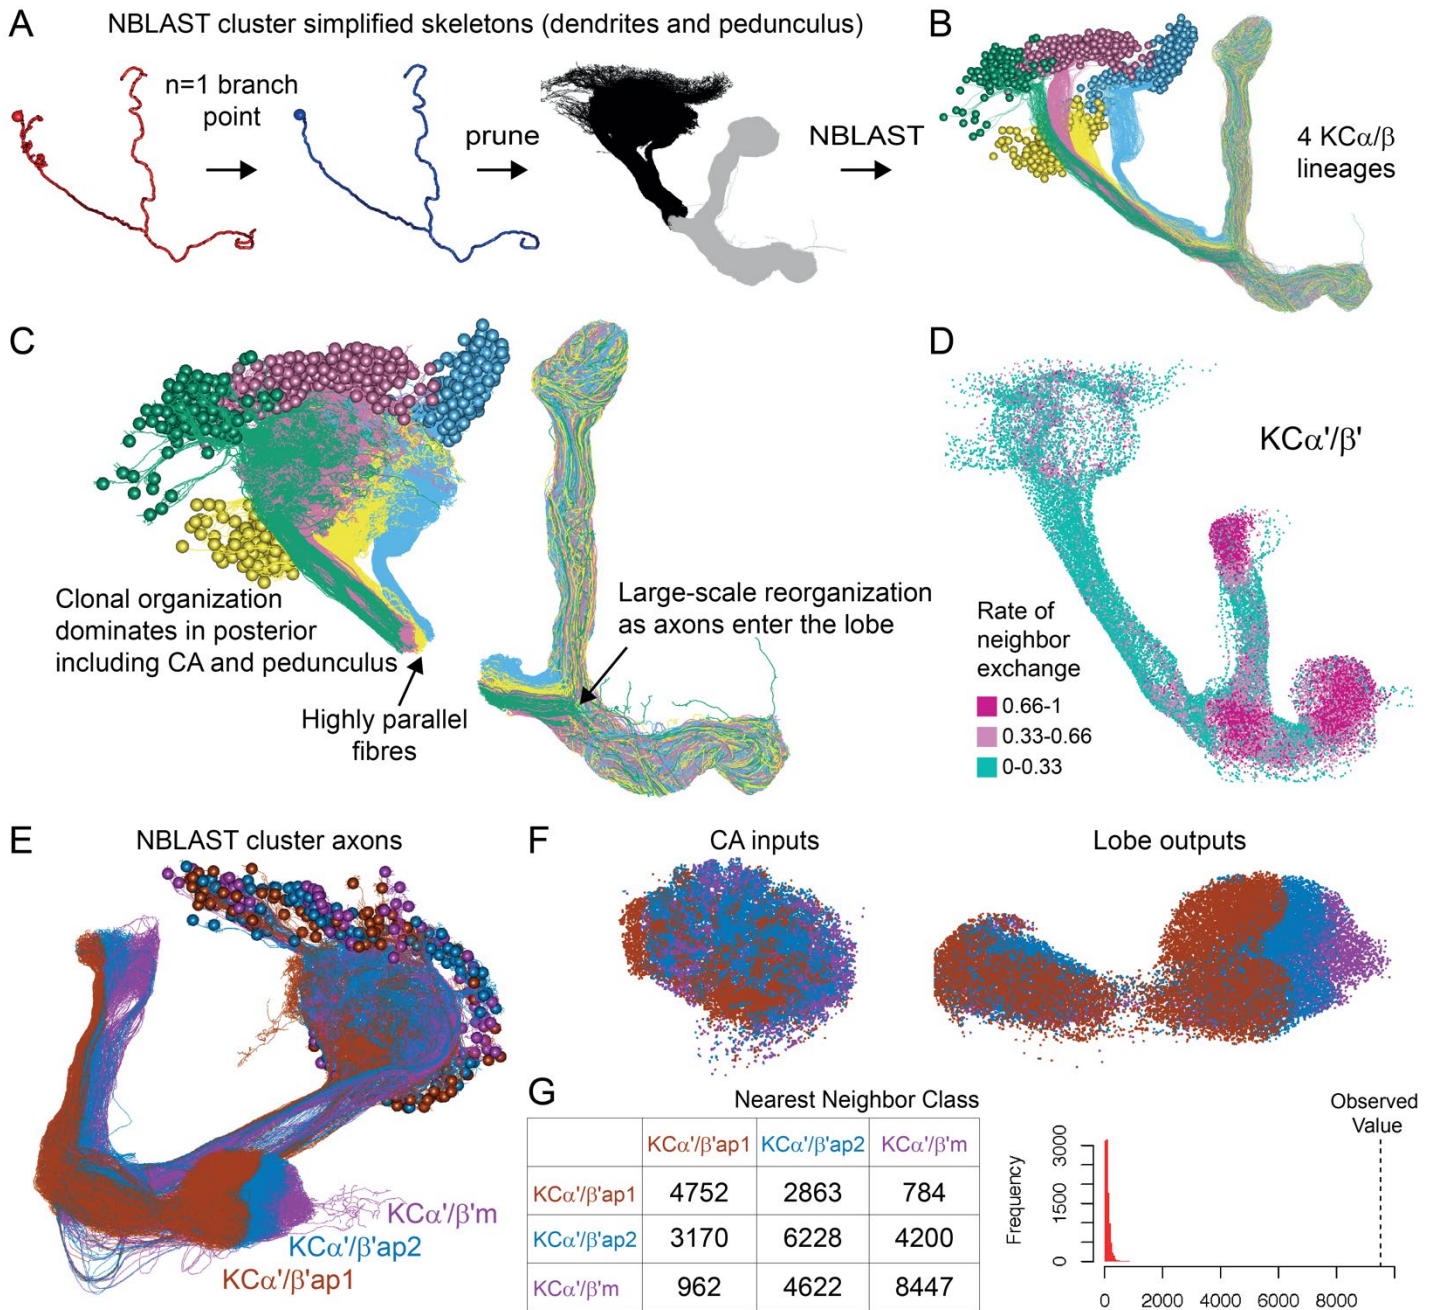 A
NBLAST cluster simplified skeletons (dendrites and pedunculus)
n=1 branch
point
prune
NBLAST
B
4 KCα/β
lineages
C
Clonal organization
dominates in posterior
including CA and pedunculus
Highly parallel
fibres
Large-scale reorganization
as axons enter the lobe
D
KCα'/β'
Rate of
neighbor
exchange
0.66-1
0.33-0.66
0-0.33
E
NBLAST cluster axons
KCα'/β'm
KCα'/β'ap2
KCα'/β'ap1
F
CA inputs
Lobe outputs
G
Nearest Neighbor Class
KCα'/β'ap1 KCα'/β'ap2 KCα'/β'm
KCα'/β'ap1 4752 2863 784
KCα'/β'ap2 3170 6228 4200
KCα'/β'm 962 4622 8447
Observed
Value
Frequency
3000
1500
0
0 2000 4000 6000 8000